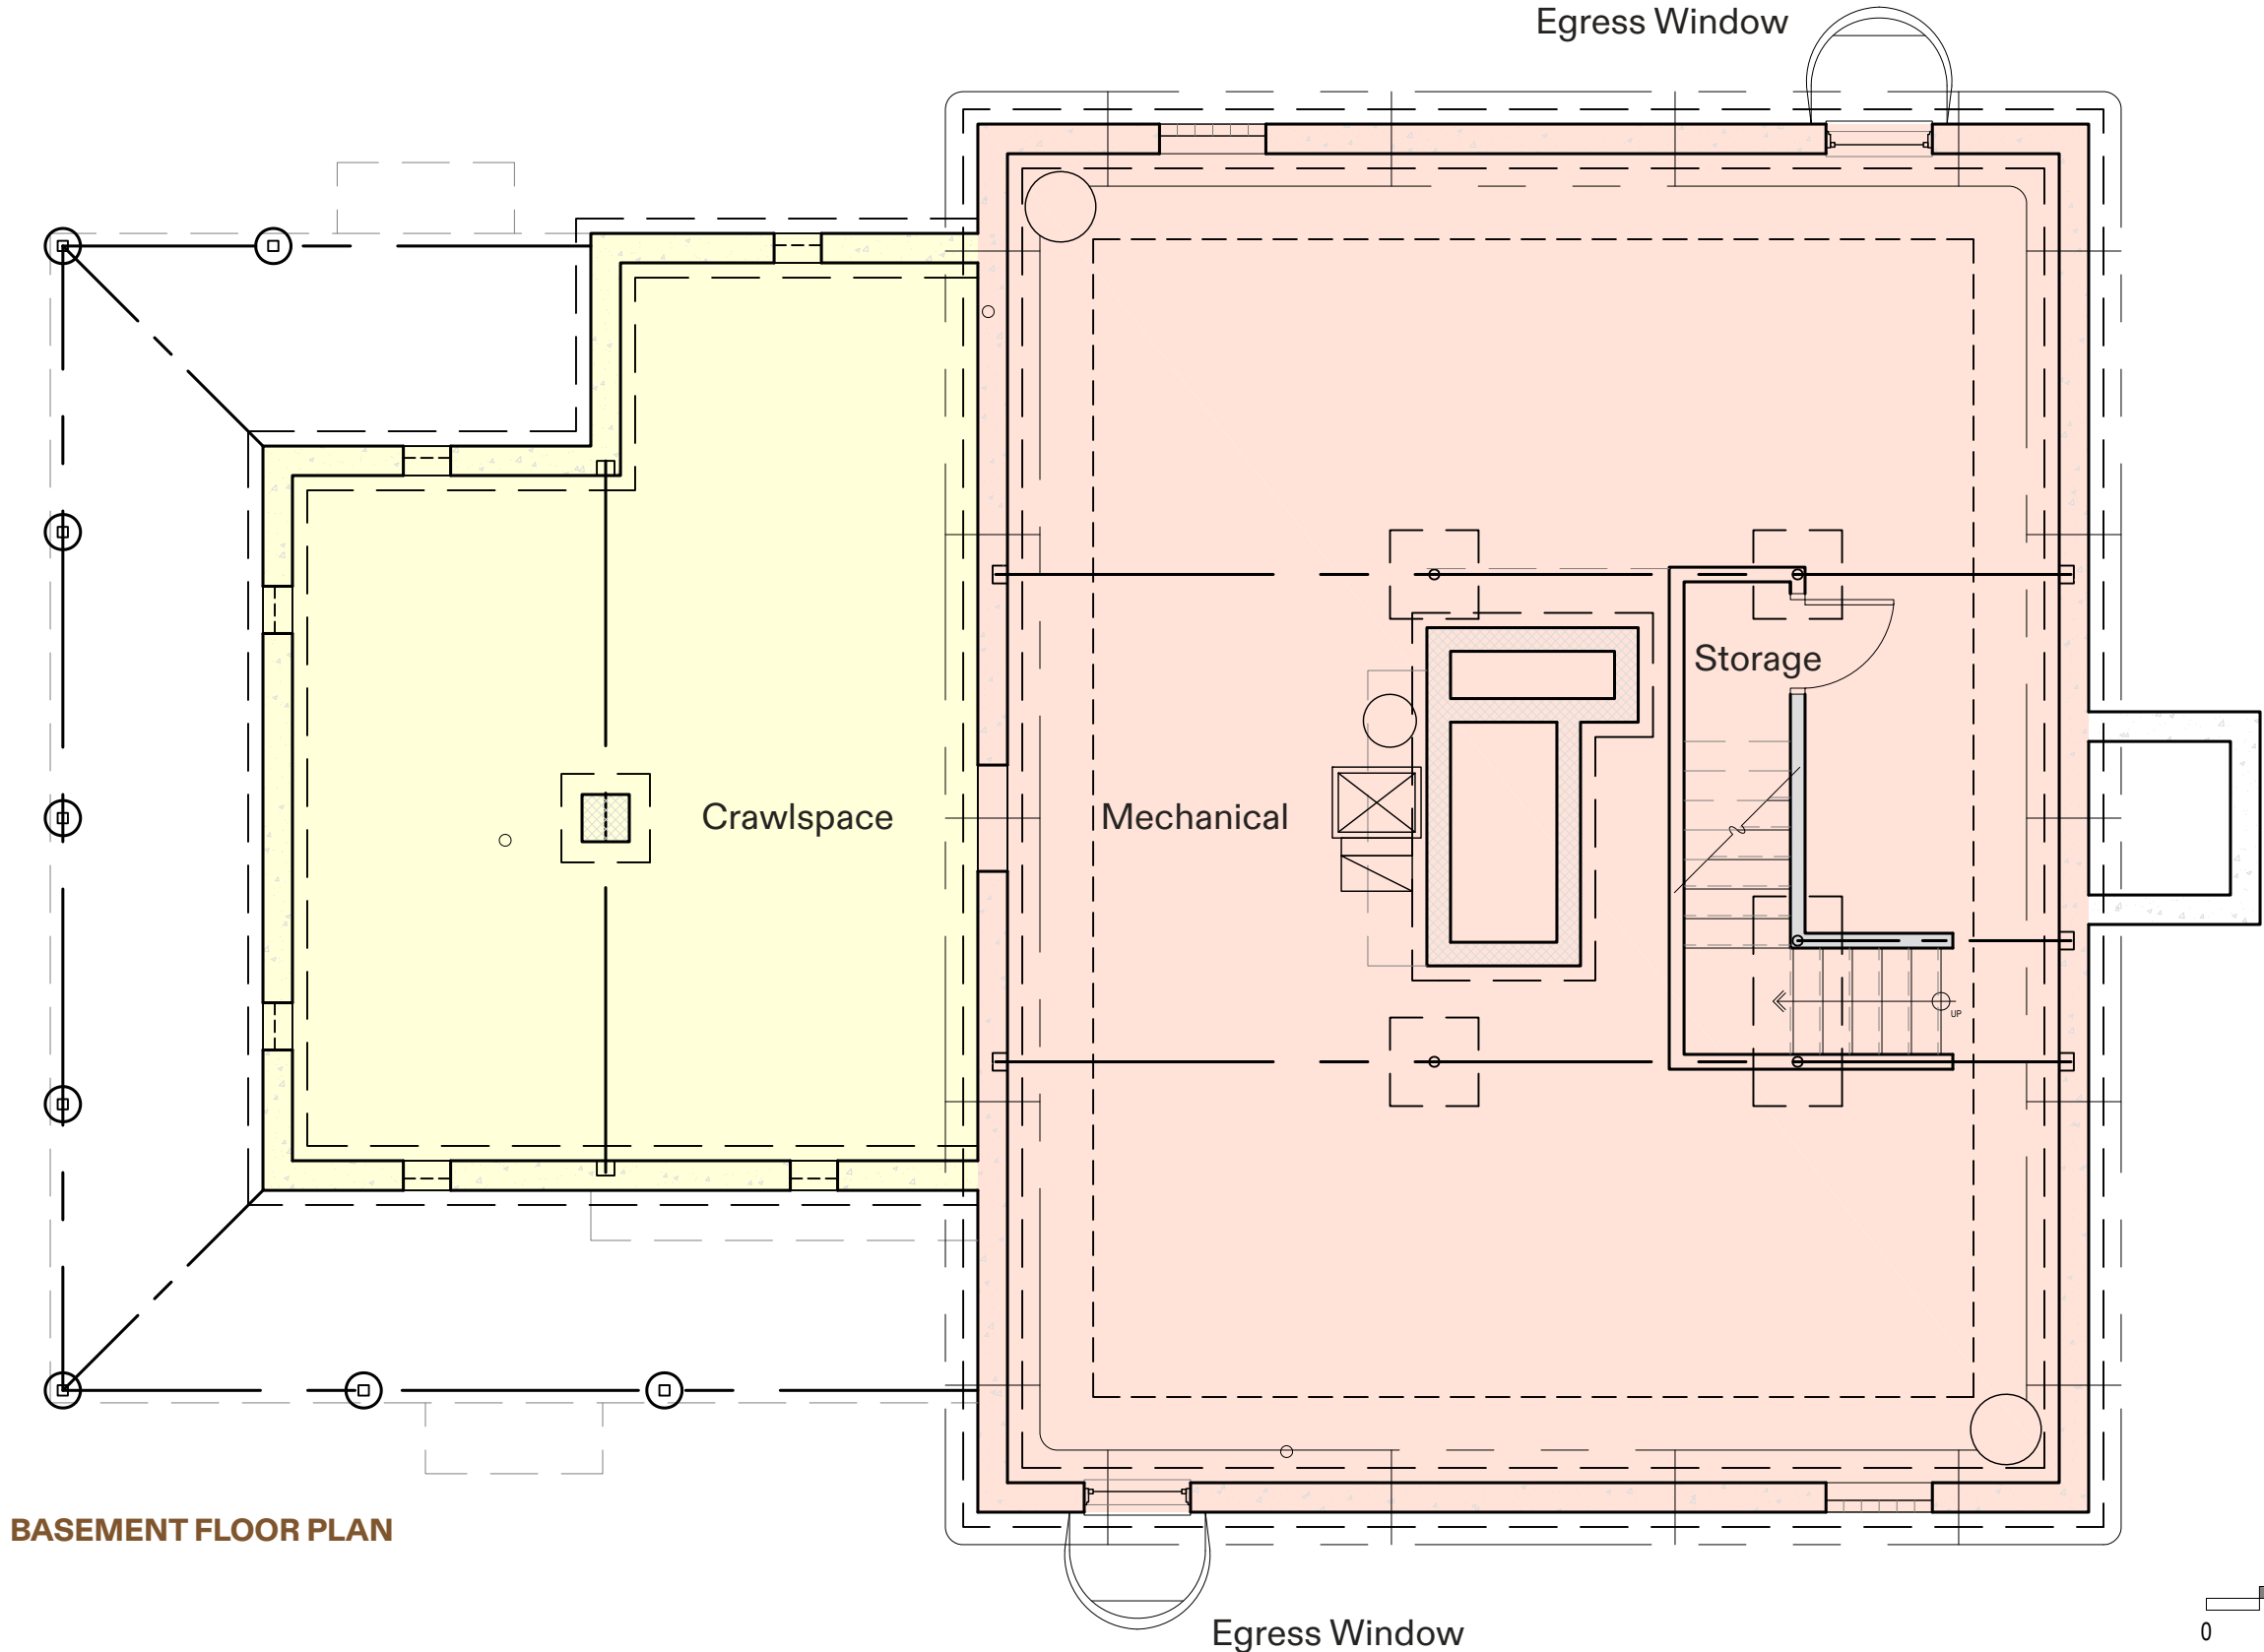 Egress Window
Storage
Crawlspace
Mechanical
UP
BASEMENT FLOOR PLAN
Egress Window
0